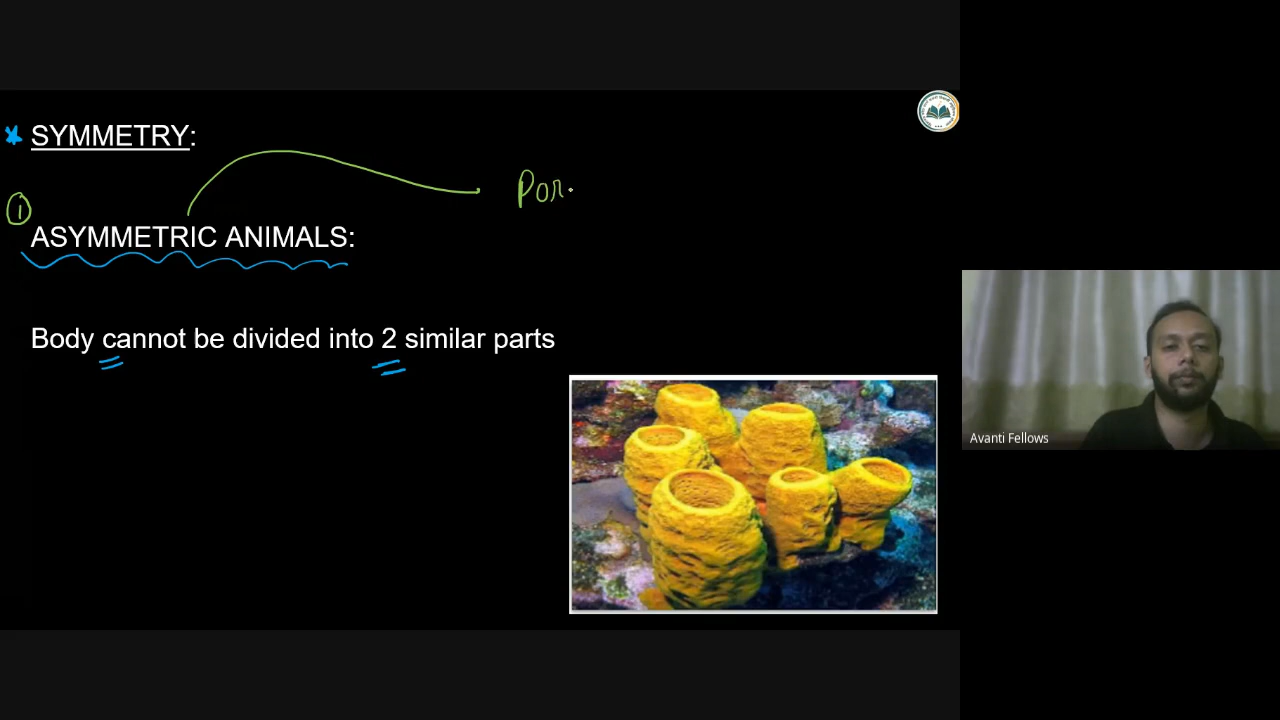 SYMMETRY:
Por
1
ASYMMETRIC ANIMALS:
Body cannot be divided into 2 similar parts
Avanti Fellows